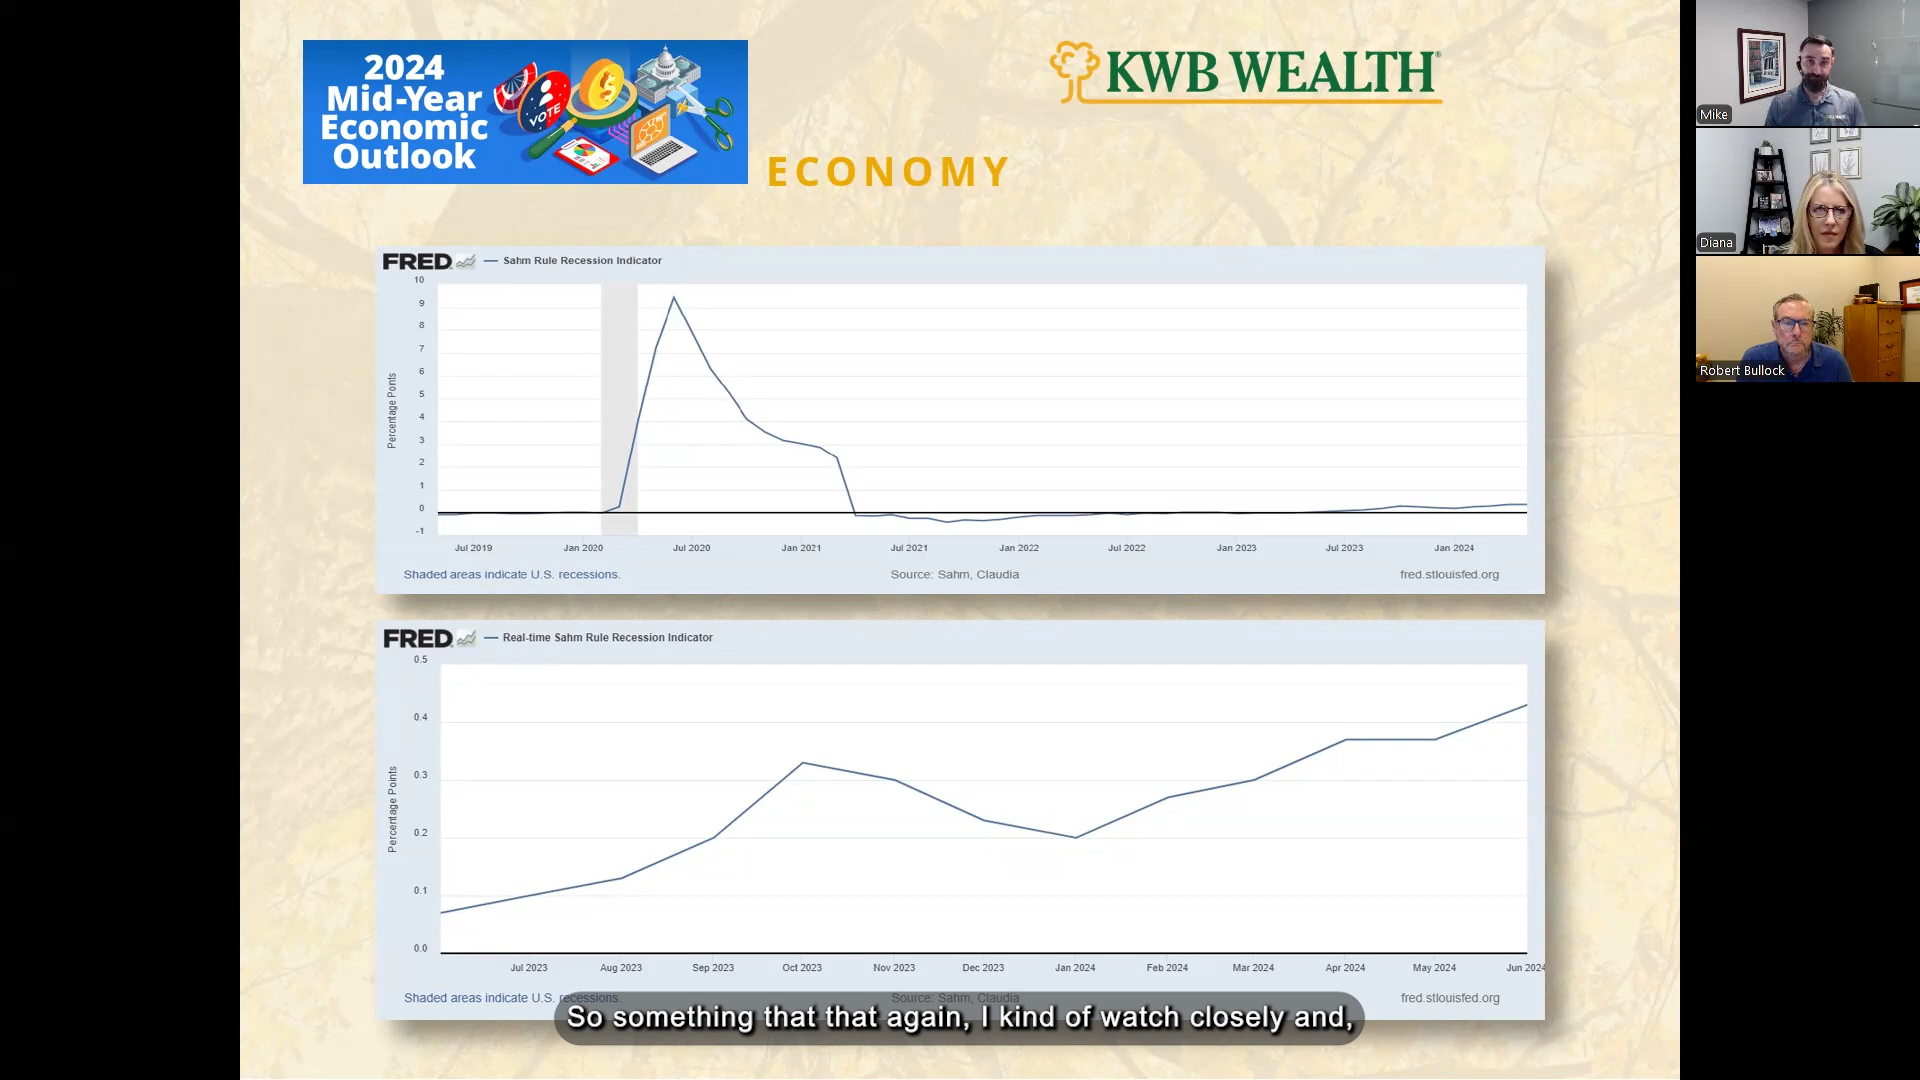 2024
Mid-Year
Economic
Outlook
VOTE
KWB WEALTH®
ECONOMY
FRED — Sahm Rule Recession Indicator
10
9
8
7
6
5
4
3
2
1
0
-1
Percentage Points
Jul 2019 Jan 2020 Jul 2020 Jan 2021 Jul 2021 Jan 2022 Jul 2022 Jan 2023 Jul 2023 Jan 2024
Shaded areas indicate U.S. recessions. Source: Sahm, Claudia fred.stlouisfed.org
FRED — Real-time Sahm Rule Recession Indicator
0.5
0.4
0.3
0.2
0.1
0.0
Percentage Points
Jul 2023 Aug 2023 Sep 2023 Oct 2023 Nov 2023 Dec 2023 Jan 2024 Feb 2024 Mar 2024 Apr 2024 May 2024 Jun 2024
Shaded areas indicate U.S. recessions. Source: Sahm, Claudia fred.stlouisfed.org
So something that that again, I kind of watch closely and,
Mike
Diana
Robert Bullock